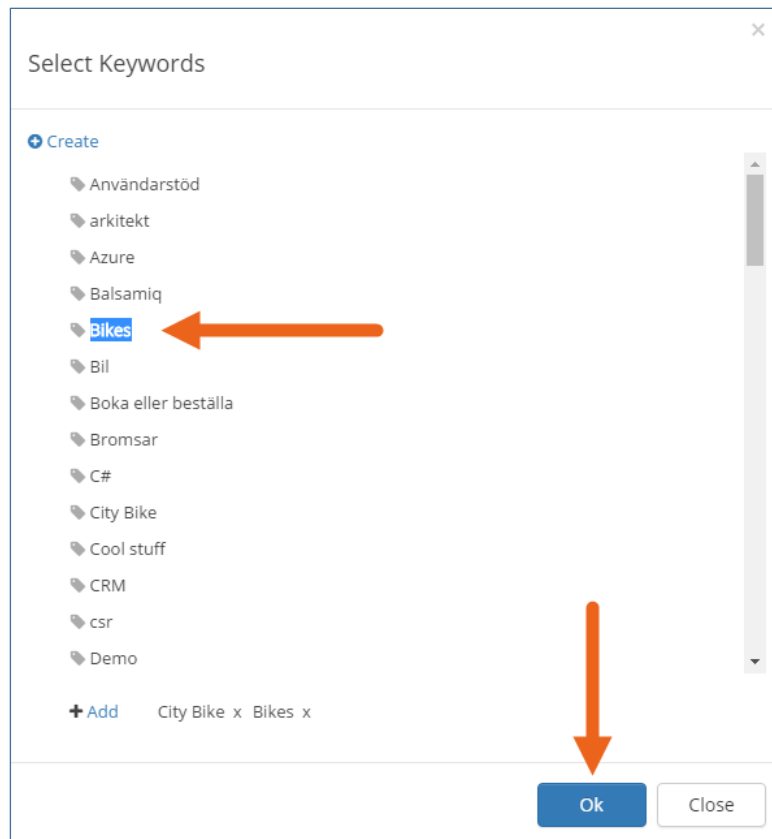 ×
Select Keywords
Create
Användarstöd
arkitekt
Azure
Balsamiq
Bikes
Bil
Boka eller beställa
Bromsar
C#
City Bike
Cool stuff
CRM
csr
Demo
Add City Bike x Bikes x
Ok Close